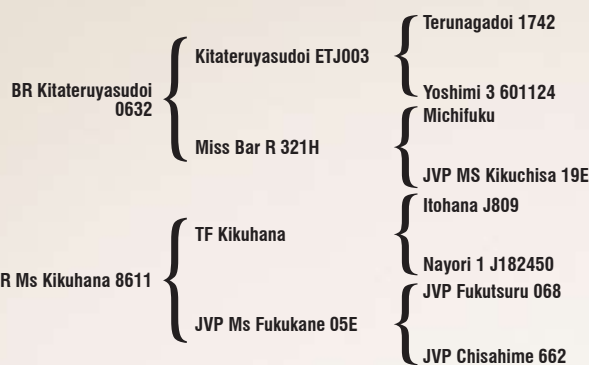 Terunagadoi 1742
Kitateruyasudoi ETJ003
BR Kitateruyasudoi
0632
Yoshimi 3 601124
Michifuku
Miss Bar R 321H
JVP MS Kikuchisa 19E
Itohana J809
TF Kikuhana
R Ms Kikuhana 8611
Nayori 1 J182450
JVP Fukutsuru 068
JVP Ms Fukukane 05E
JVP Chisahime 662